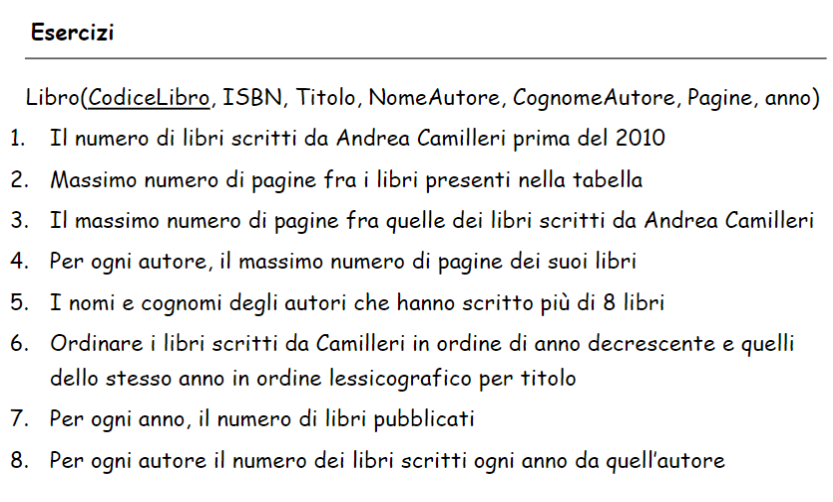 Esercizi
Libro(CodiceLibro, ISBN, Titolo, NomeAutore, CognomeAutore, Pagine, anno)
1. Il numero di libri scritti da Andrea Camilleri prima del 2010
2. Massimo numero di pagine fra i libri presenti nella tabella
3. Il massimo numero di pagine fra quelle dei libri scritti da Andrea Camilleri
4. Per ogni autore, il massimo numero di pagine dei suoi libri
5. I nomi e cognomi degli autori che hanno scritto più di 8 libri
6. Ordinare i libri scritti da Camilleri in ordine di anno decrescente e quelli
dello stesso anno in ordine lessicografico per titolo
7. Per ogni anno, il numero di libri pubblicati
8. Per ogni autore il numero dei libri scritti ogni anno da quell'autore